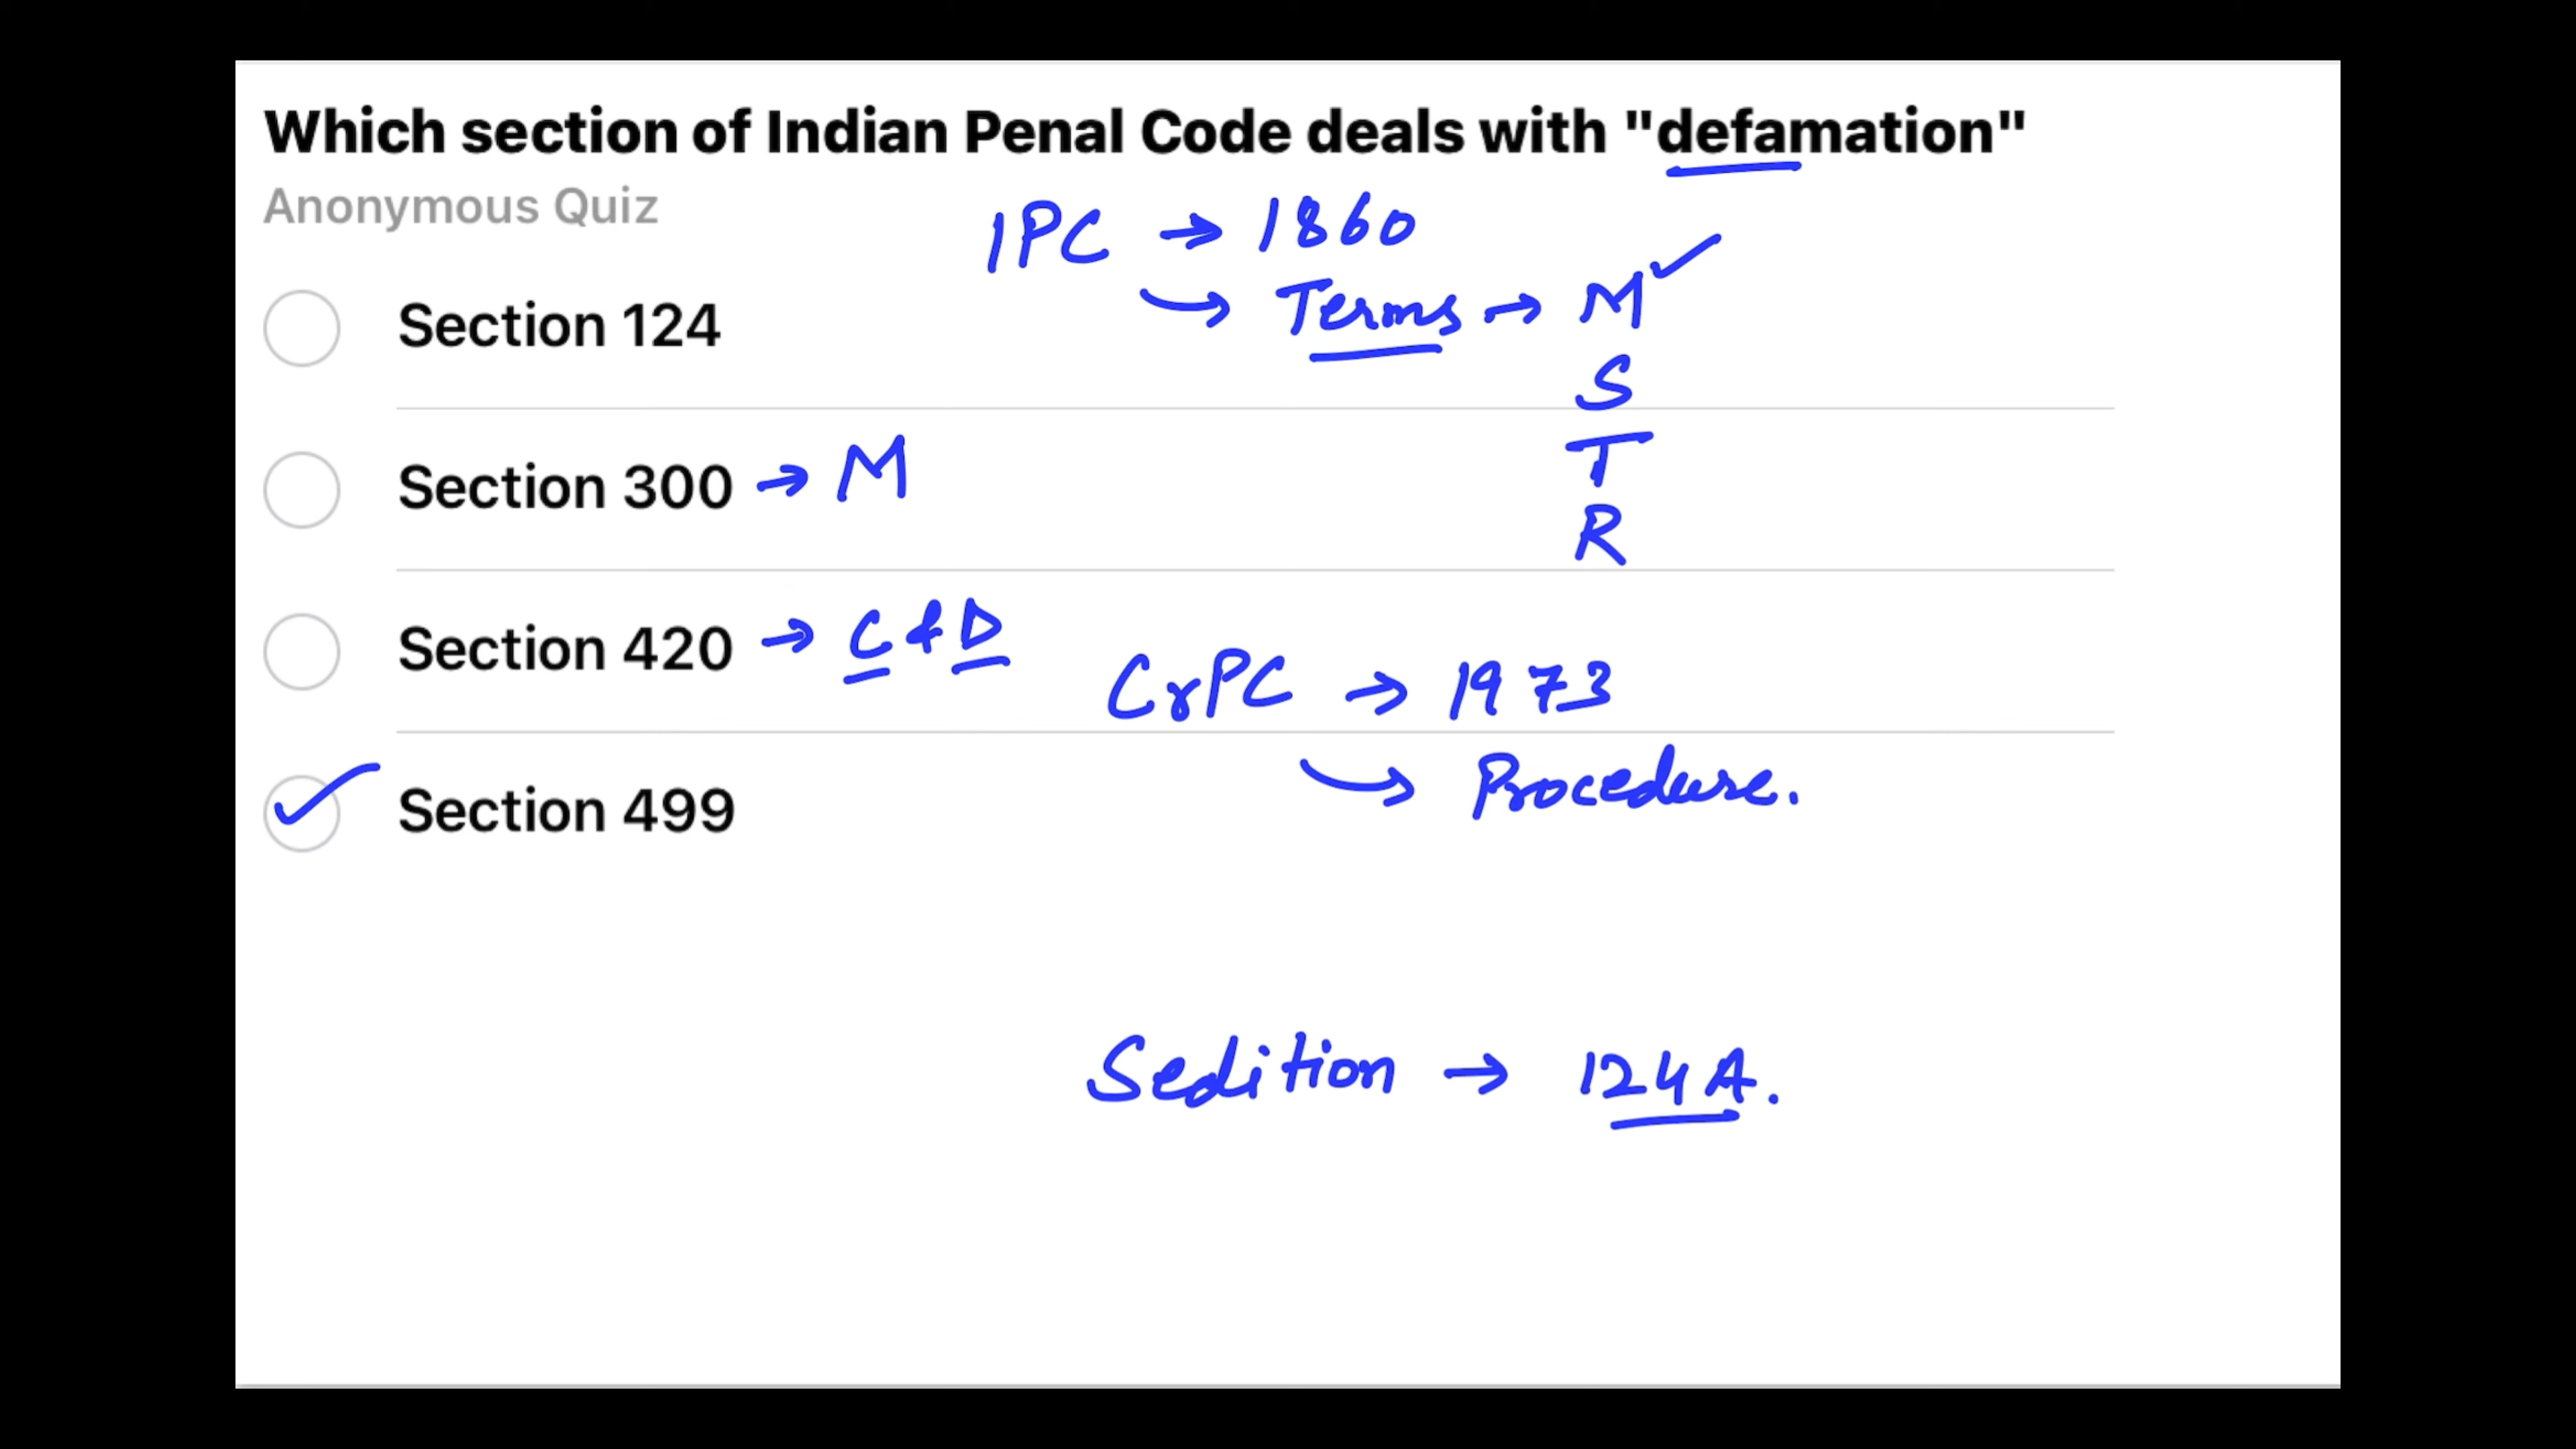 Which section of Indian Penal Code deals with "defamation"
Anonymous Quiz
IPC → 1860
Section 124
→ Terms → M
S
Section 300 → M
T
R
Section 420 → C & D
CrPC → 1973
Section 499
→ Procedure.
Sedition → 124A.